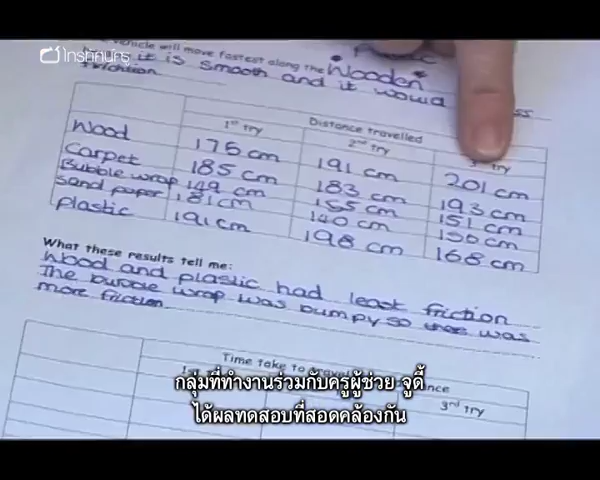 โทรทัศน์ครู
vehicle will move fastest along the Wooden
it is smooth and it would
friction
Distance travelled
1st try 2nd try 3rd try
Wood 175 cm 191 cm 201 cm
Carpet 185 cm 183 cm 193 cm
Bubble wrap 149 cm 155 cm 151 cm
sand paper 181 cm 140 cm 150 cm
plastic 191 cm 198 cm 168 cm
What these results tell me:
Wood and plastic had least friction
The bubble wrap was bumpy so there was
more friction
Time take to
3rd try
กลุ่มที่ทำงานร่วมกับครูผู้ช่วย จูดี้
ได้ผลทดสอบที่สอดคล้องกัน